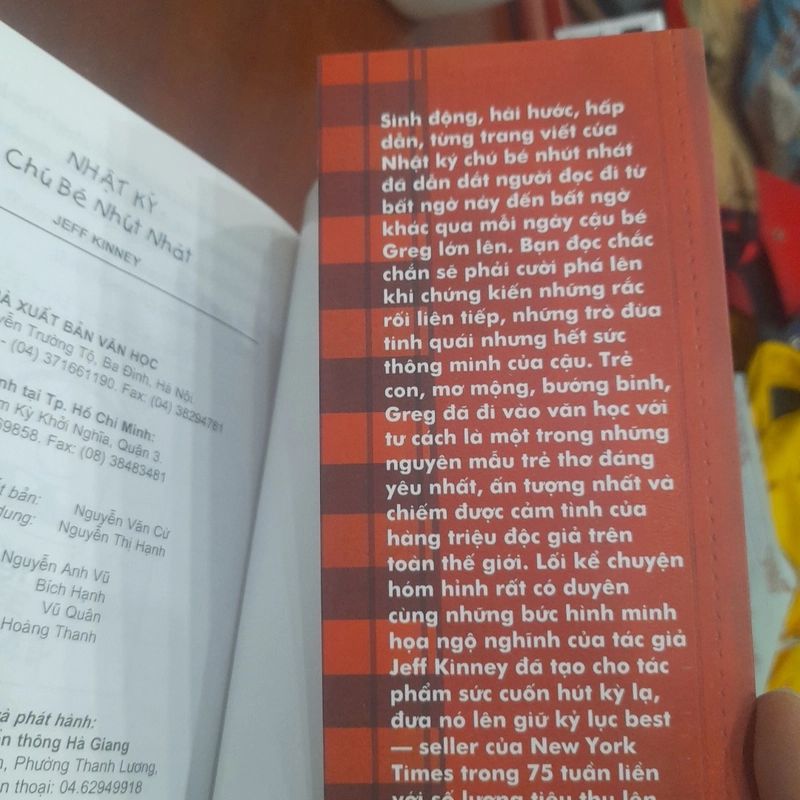 NHẬT KÝ
Chú Bé Nhút Nhát
JEFF KINNEY
XUẤT BẢN VĂN HỌC
Trường Tộ, Ba Đình, Hà Nội.
- (04) 371661190. Fax: (04) 38294781
tại Tp. Hồ Chí Minh:
Kỳ Khởi Nghĩa, Quận 3.
69858. Fax: (08) 38483481
bản: Nguyễn Văn Cừ
dung: Nguyễn Thị Hạnh
Nguyễn Anh Vũ
Bích Hạnh
Vũ Quân
Hoàng Thanh
và phát hành:
thông Hà Giang
Phường Thanh Lương,
thoại: 04.62949918
Sinh động, hài hước, hấp
dẫn, từng trang viết của
Nhật ký chú bé nhút nhát
đã dẫn dắt người đọc đi từ
bất ngờ này đến bất ngờ
khác qua mỗi ngày cậu bé
Greg lớn lên. Bạn đọc chắc
chắn sẽ phải cười phá lên
khi chứng kiến những rắc
rối liên tiếp, những trò đùa
tinh quái nhưng hết sức
thông minh của cậu. Trẻ
con, mơ mộng, bướng bỉnh,
Greg đã đi vào văn học với
tư cách là một trong những
nguyên mẫu trẻ thơ đáng
yêu nhất, ấn tượng nhất và
chiếm được cảm tình của
hàng triệu độc giả trên
toàn thế giới. Lối kể chuyện
hóm hỉnh rất có duyên
cùng những bức hình minh
họa ngộ nghĩnh của tác giả
Jeff Kinney đã tạo cho tác
phẩm sức cuốn hút kỳ lạ,
đưa nó lên giữ kỷ lục best
— seller của New York
Times trong 75 tuần liền
với số lượng tiêu thụ lên